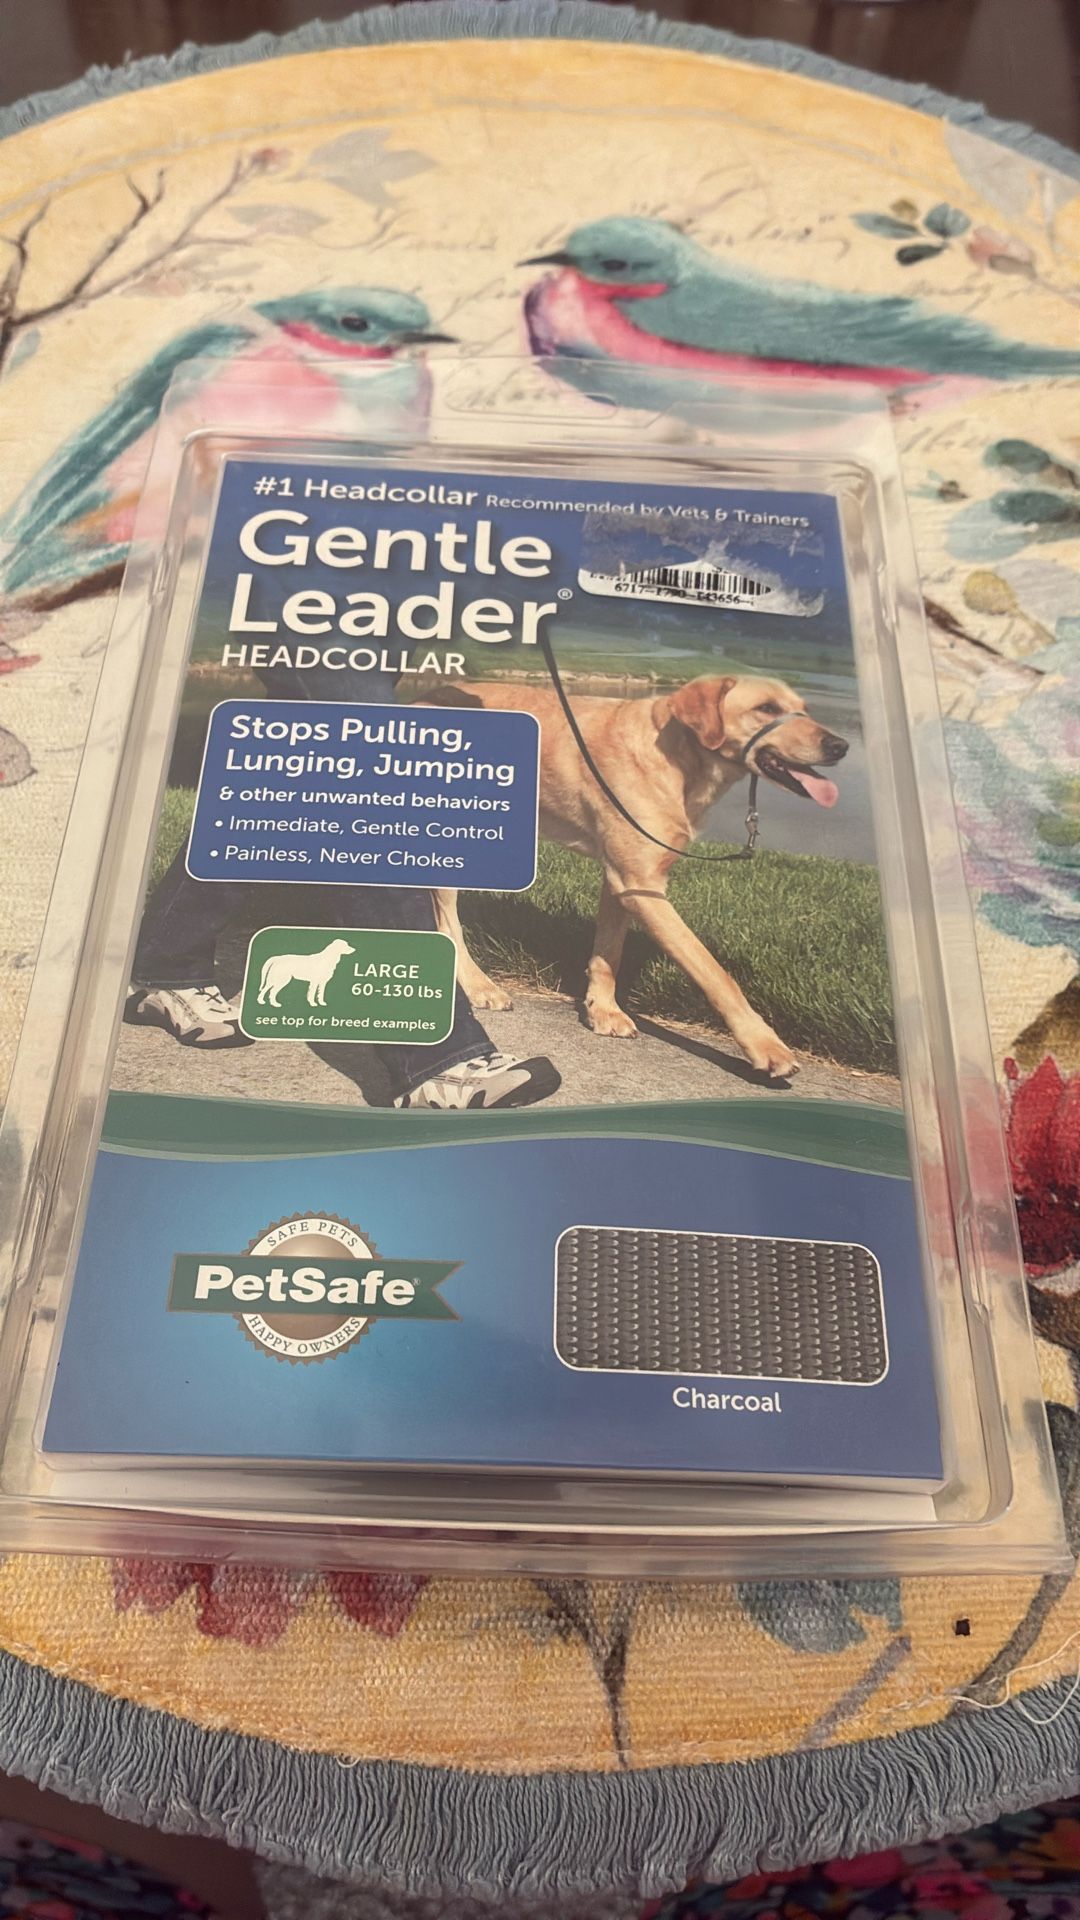 #1 Headcollar Recommended by Vets & Trainers
Gentle
Leader®
HEADCOLLAR
Stops Pulling,
Lunging, Jumping
& other unwanted behaviors
• Immediate, Gentle Control
• Painless, Never Chokes
LARGE
60-130 lbs
see top for breed examples
SAFE PETS
PetSafe®
HAPPY OWNERS
Charcoal